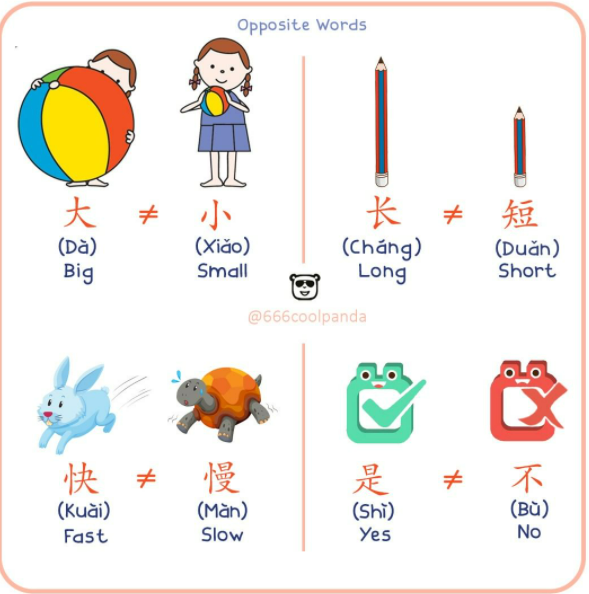 Opposite Words
大 ≠ 小
(Dà) (Xiǎo)
Big Small
长 ≠ 短
(Cháng) (Duǎn)
Long Short
@666coolpanda
快 ≠ 慢
(Kuài) (Màn)
Fast Slow
是 ≠ 不
(Shì) (Bù)
Yes No